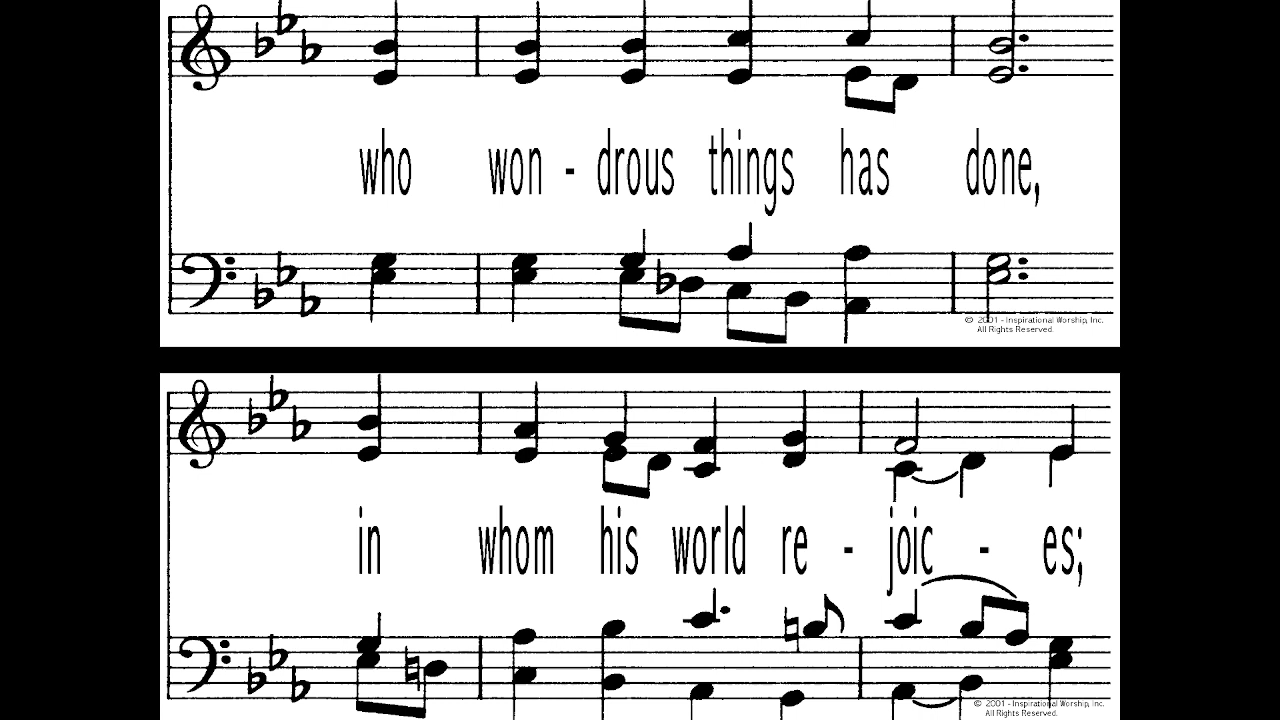 who won - drous things has done,
© 2001 - Inspirational Worship, Inc.
All Rights Reserved.
in whom his world re - joic - es;
© 2001 - Inspirational Worship, Inc.
All Rights Reserved.